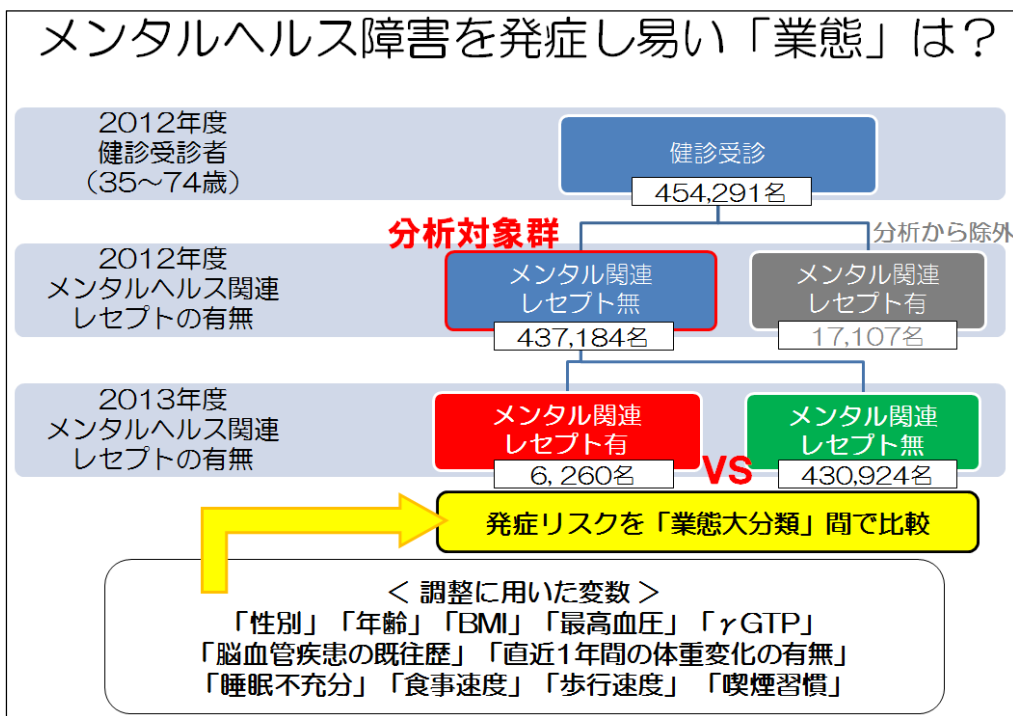 メンタルヘルス障害を発症し易い「業態」は？
2012年度
健診受診者
（35～74歳）
健診受診
454,291名
分析対象群
分析から除外
2012年度
メンタルヘルス関連
レセプトの有無
メンタル関連
レセプト無
437,184名
メンタル関連
レセプト有
17,107名
2013年度
メンタルヘルス関連
レセプトの有無
メンタル関連
レセプト有
6,260名
VS
メンタル関連
レセプト無
430,924名
発症リスクを「業態大分類」間で比較
＜ 調整に用いた変数 ＞
「性別」「年齢」「BMI」「最高血圧」「γGTP」
「脳血管疾患の既往歴」「直近1年間の体重変化の有無」
「睡眠不充分」「食事速度」「歩行速度」「喫煙習慣」